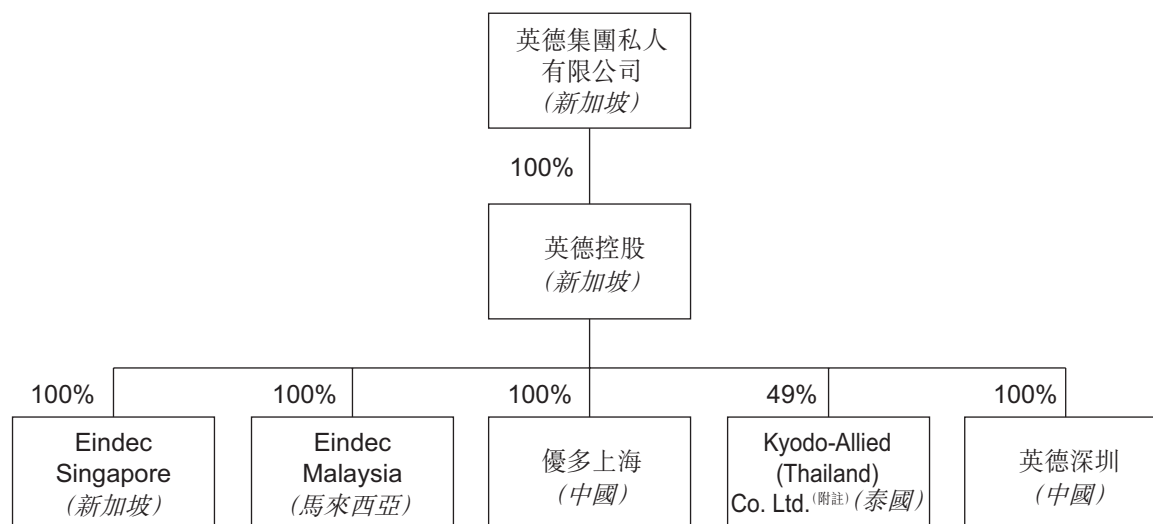 英德集團私人
有限公司
(新加坡)
100%
英德控股
(新加坡)
100%
100%
100%
49%
100%
Eindec
Singapore
(新加坡)
Eindec
Malaysia
(馬來西亞)
優多上海
(中國)
Kyodo-Allied
(Thailand)
Co. Ltd.(附註)(泰國)
英德深圳
(中國)